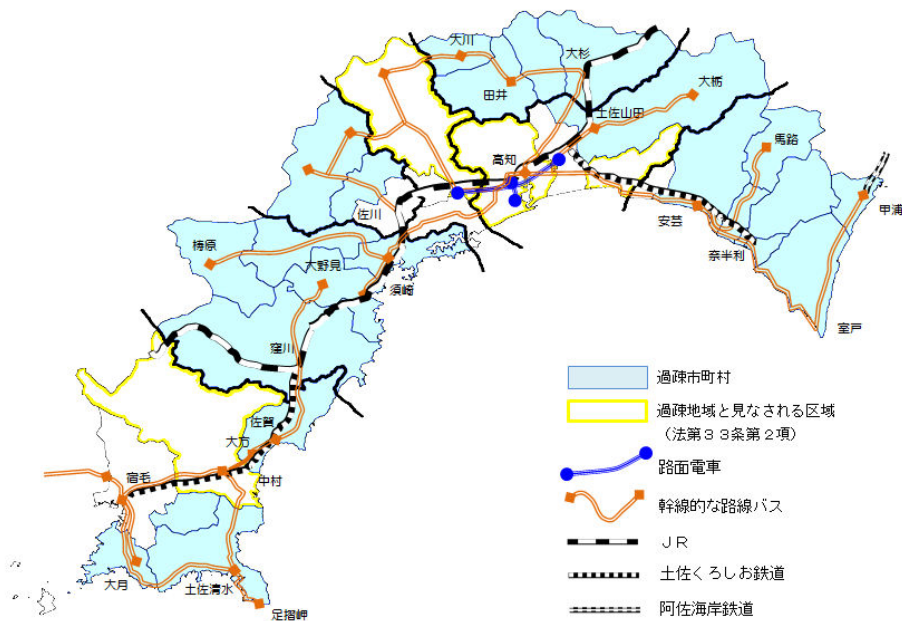 大川
大杉
田井
大栃
土佐山田
馬路
高知
甲浦
佐川
安芸
梼原
奈半利
大野見
須崎
室戸
窪川
過疎市町村
佐賀
過疎地域と見なされる区域
（法第３３条第２項）
大方
路面電車
宿毛
中村
幹線的な路線バス
ＪＲ
大月
土佐清水
土佐くろしお鉄道
足摺岬
阿佐海岸鉄道